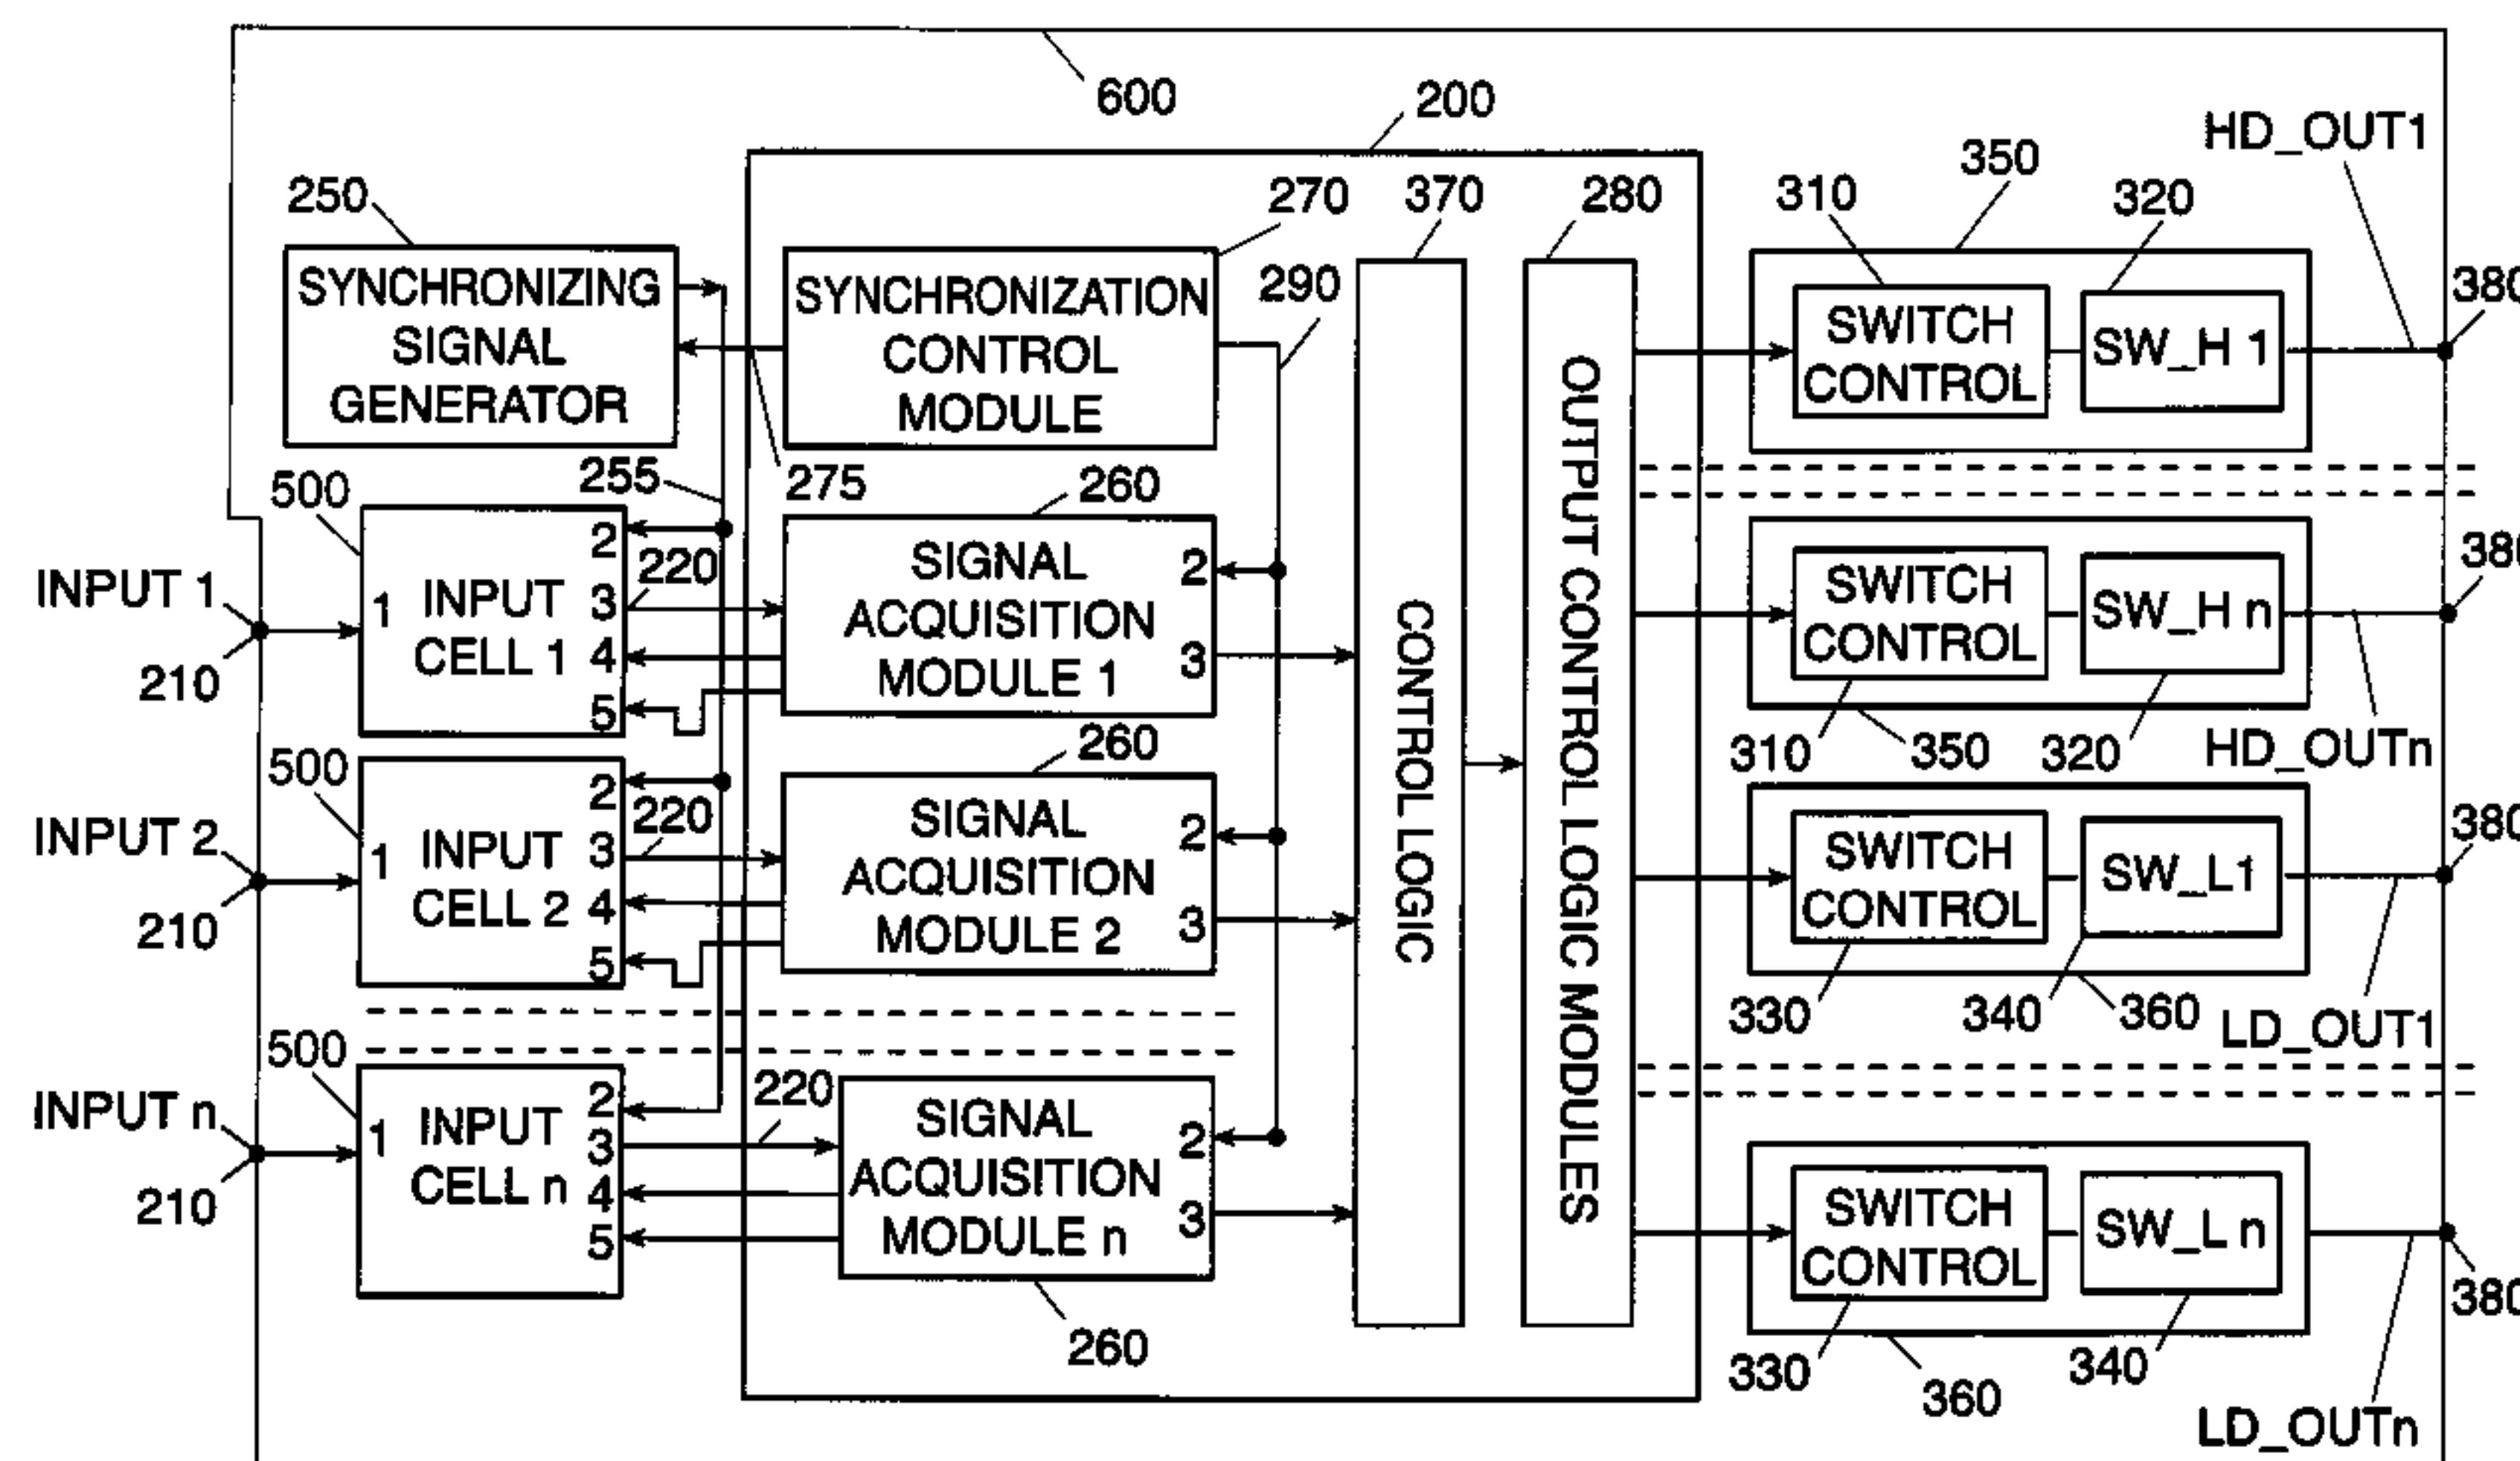 600
200
HD_OUT1
250
270
370
280
310
350
320
290
380
SYNCHRONIZING
SIGNAL
GENERATOR
SYNCHRONIZATION
CONTROL
MODULE
SWITCH
CONTROL
SW_H 1
255
275
500
260
INPUT 1
210
1
INPUT
CELL 1
2
3
4
5
220
SIGNAL
ACQUISITION
MODULE 1
2
3
CONTROL LOGIC
OUTPUT CONTROL LOGIC MODULES
SWITCH
CONTROL
SW_H n
380
310
350
320
HD_OUTn
500
260
INPUT 2
210
1
INPUT
CELL 2
2
3
4
5
220
SIGNAL
ACQUISITION
MODULE 2
2
3
SWITCH
CONTROL
SW_L1
380
330
340
360
LD_OUT1
500
INPUT n
210
1
INPUT
CELL n
2
3
4
5
220
SIGNAL
ACQUISITION
MODULE n
2
3
260
SWITCH
CONTROL
SW_L n
380
330
360
340
LD_OUTn